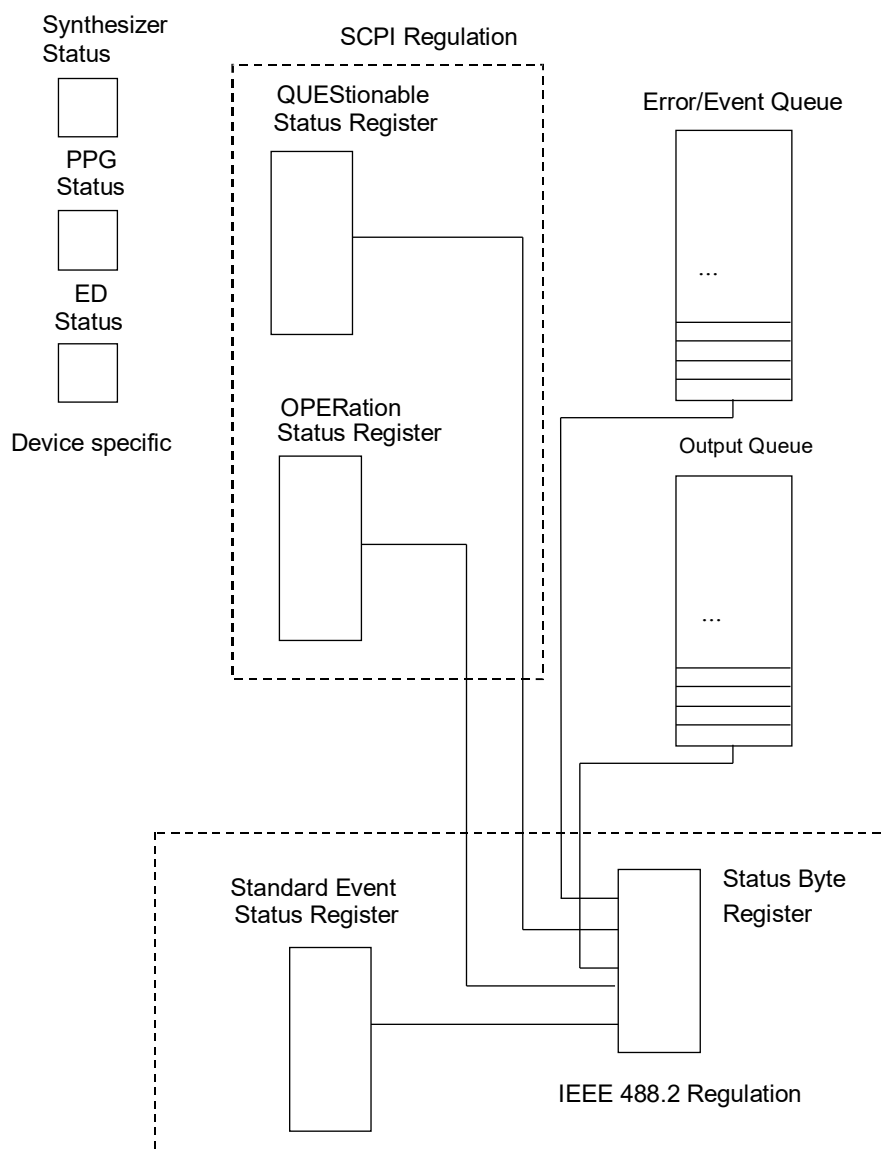 Synthesizer
Status
PPG
Status
ED
Status
Device specific
SCPI Regulation
QUEStionable
Status Register
OPERation
Status Register
Error/Event Queue
...
Output Queue
...
Standard Event
Status Register
Status Byte
Register
IEEE 488.2 Regulation